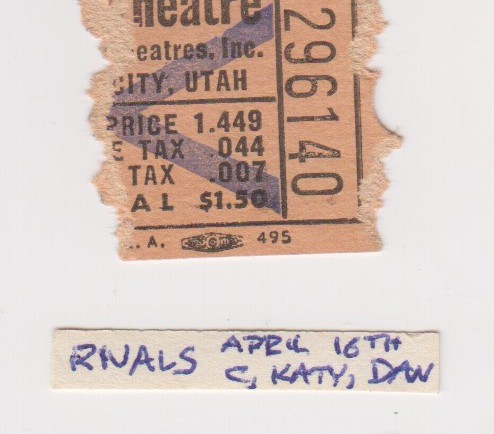 heatre
eatres, Inc.
CITY, UTAH
PRICE 1.449
E TAX .044
TAX .007
AL $1.50
.A. 495
296140
RIVALS APRIL 16TH
C, KATY, DAN